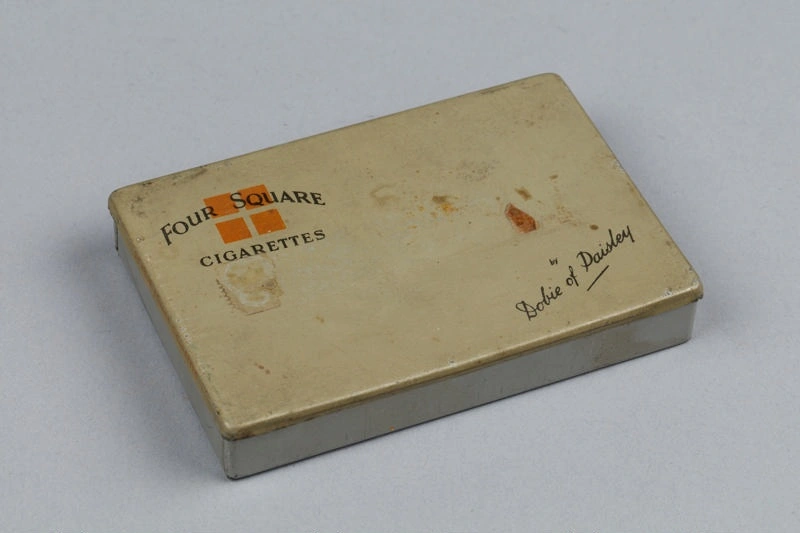 FOUR SQUARE
CIGARETTES
by
Dobie of Paisley